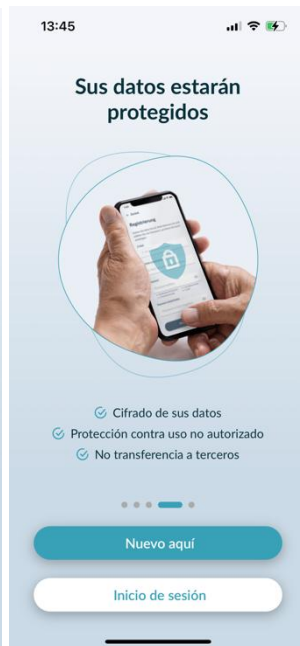 13:45
Sus datos estarán
protegidos
Registrierung
Cifrado de sus datos
Protección contra uso no autorizado
No transferencia a terceros
Nuevo aquí
Inicio de sesión